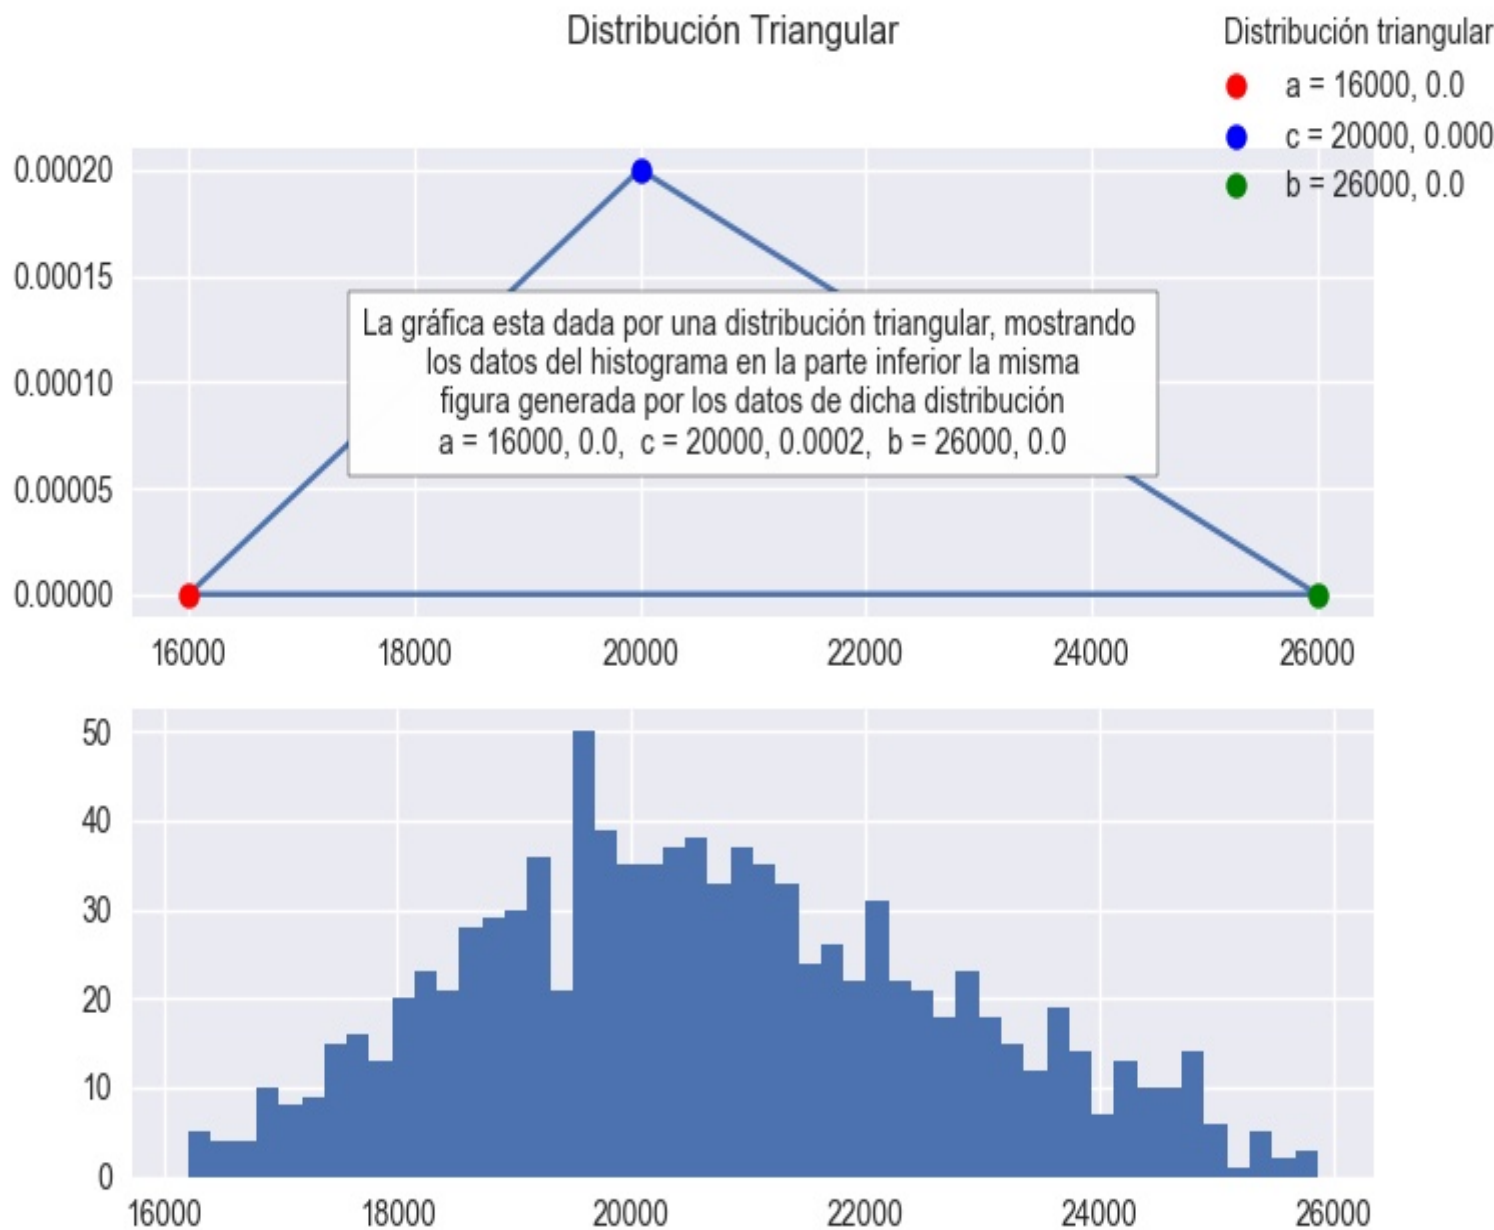 Distribución Triangular
Distribución triangular
a = 16000, 0.0
c = 20000, 0.000
b = 26000, 0.0
0.00020
0.00015
0.00010
0.00005
0.00000
La gráfica esta dada por una distribución triangular, mostrando
los datos del histograma en la parte inferior la misma
figura generada por los datos de dicha distribución
a = 16000, 0.0,  c = 20000, 0.0002,  b = 26000, 0.0
16000 18000 20000 22000 24000 26000
50
40
30
20
10
0
16000 18000 20000 22000 24000 26000